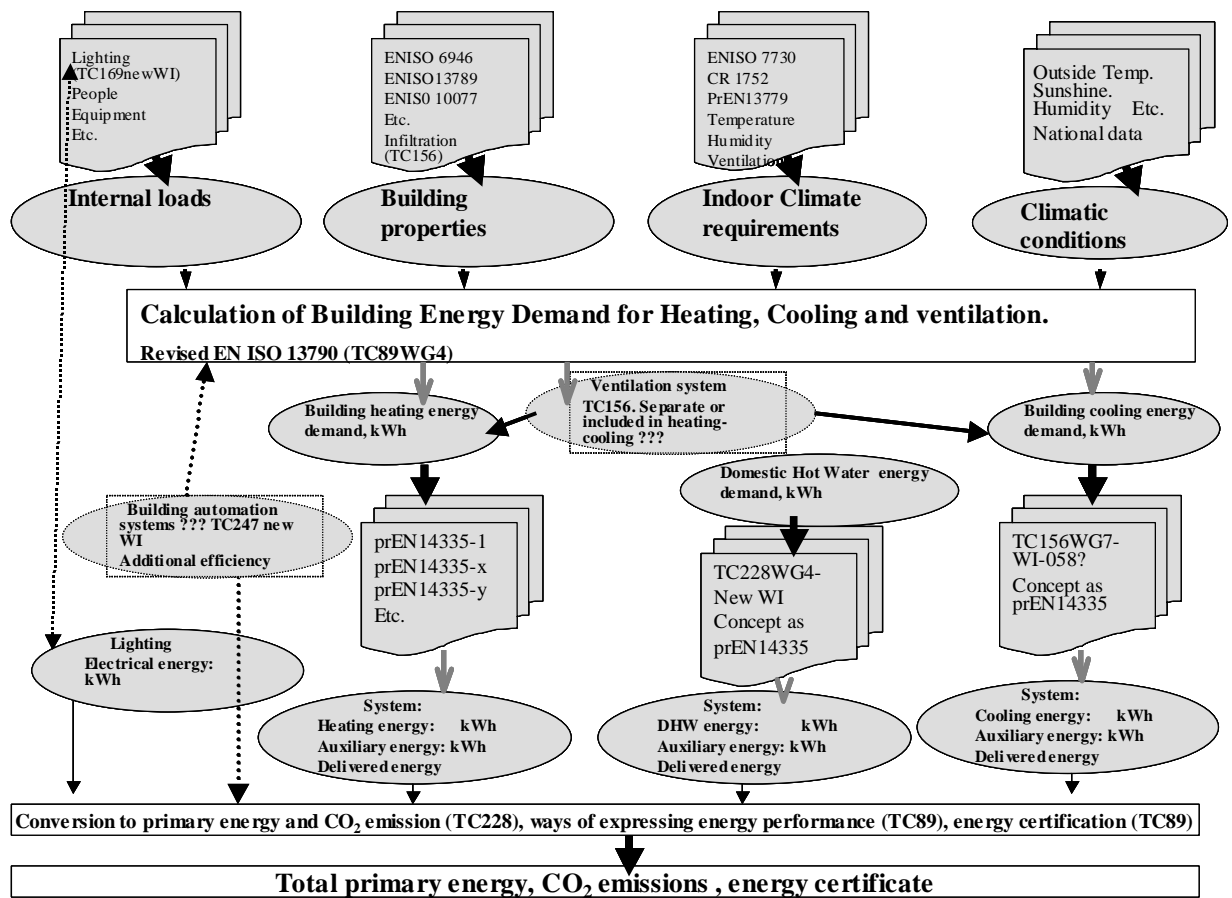 Lighting
(TC169newWI)
People
Equipment
Etc.
ENISO 6946
ENISO13789
ENIS0 10077
Etc.
Infiltration
(TC156)
ENISO 7730
CR 1752
PrEN13779
Temperature
Humidity
Ventilation
Outside Temp.
Sunshine.
Humidity Etc.
National data
Internal loads
Building
properties
Indoor Climate
requirements
Climatic
conditions
Calculation of Building Energy Demand for Heating, Cooling and ventilation.
Revised EN ISO 13790 (TC89WG4)
Building heating energy
demand, kWh
Ventilation system
TC156. Separate or
included in heating-
cooling ???
Building cooling energy
demand, kWh
Domestic Hot Water energy
demand, kWh
Building automation
systems ??? TC247 new
WI
Additional efficiency
prEN14335-1
prEN14335-x
prEN14335-y
Etc.
TC228WG4-
New WI
Concept as
prEN14335
TC156WG7-
WI-058?
Concept as
prEN14335
Lighting
Electrical energy:
kWh
System:
Heating energy: kWh
Auxiliary energy: kWh
Delivered energy
System:
DHW energy: kWh
Auxiliary energy: kWh
Delivered energy
System:
Cooling energy: kWh
Auxiliary energy: kWh
Delivered energy
Conversion to primary energy and CO2 emission (TC228), ways of expressing energy performance (TC89), energy certification (TC89)
Total primary energy, CO2 emissions , energy certificate